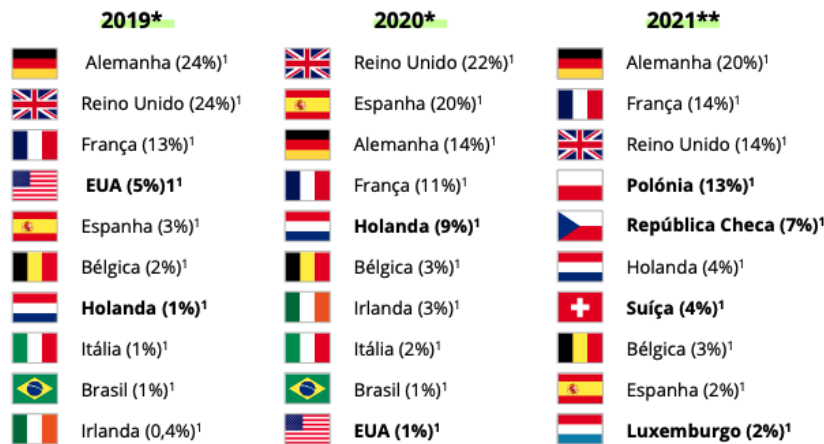 2019*
Alemanha (24%)¹
Reino Unido (24%)¹
França (13%)¹
EUA (5%)1¹
Espanha (3%)¹
Bélgica (2%)¹
Holanda (1%)¹
Itália (1%)¹
Brasil (1%)¹
Irlanda (0,4%)¹
2020*
Reino Unido (22%)¹
Espanha (20%)¹
Alemanha (14%)¹
França (11%)¹
Holanda (9%)¹
Bélgica (3%)¹
Irlanda (3%)¹
Itália (2%)¹
Brasil (1%)¹
EUA (1%)¹
2021**
Alemanha (20%)¹
França (14%)¹
Reino Unido (14%)¹
Polónia (13%)¹
República Checa (7%)¹
Holanda (4%)¹
Suíça (4%)¹
Bélgica (3%)¹
Espanha (2%)¹
Luxemburgo (2%)¹